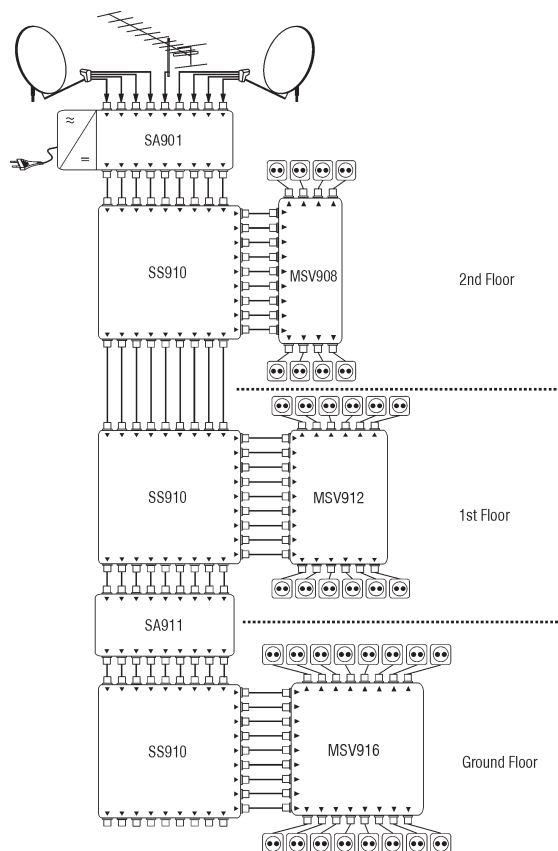 SA901
SS910
MSV908
2nd Floor
SS910
MSV912
1st Floor
SA911
SS910
MSV916
Ground Floor